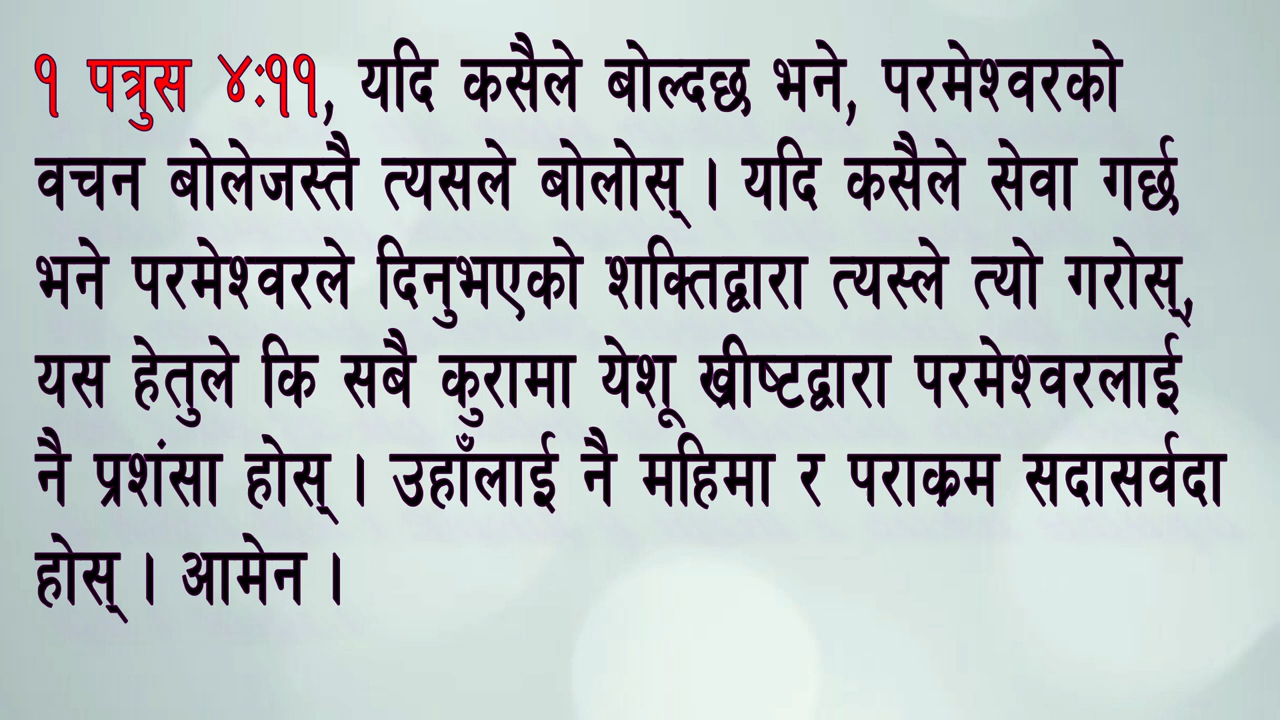 १ पत्रुस ४:११, यदि कसैले बोल्दछ भने, परमेश्वरको
वचन बोलेजस्तै त्यसले बोलोस् । यदि कसैले सेवा गर्छ
भने परमेश्वरले दिनुभएको शक्तिद्वारा त्यस्ले त्यो गरोस्,
यस हेतुले कि सबै कुरामा येशू ख्रीष्टद्वारा परमेश्वरलाई
नै प्रशंसा होस् । उहाँलाई नै महिमा र पराक्रम सदासर्वदा
होस् । आमेन ।